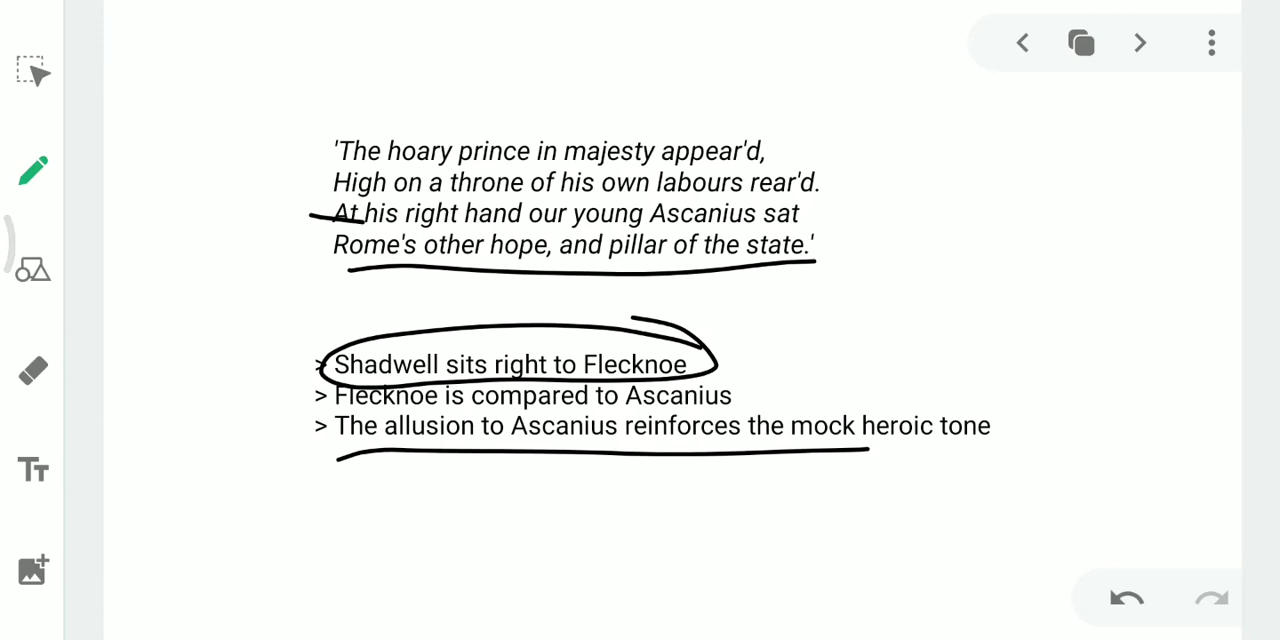 'The hoary prince in majesty appear'd,
High on a throne of his own labours rear'd.
At his right hand our young Ascanius sat
Rome's other hope, and pillar of the state.'
> Shadwell sits right to Flecknoe
> Flecknoe is compared to Ascanius
> The allusion to Ascanius reinforces the mock heroic tone
TT